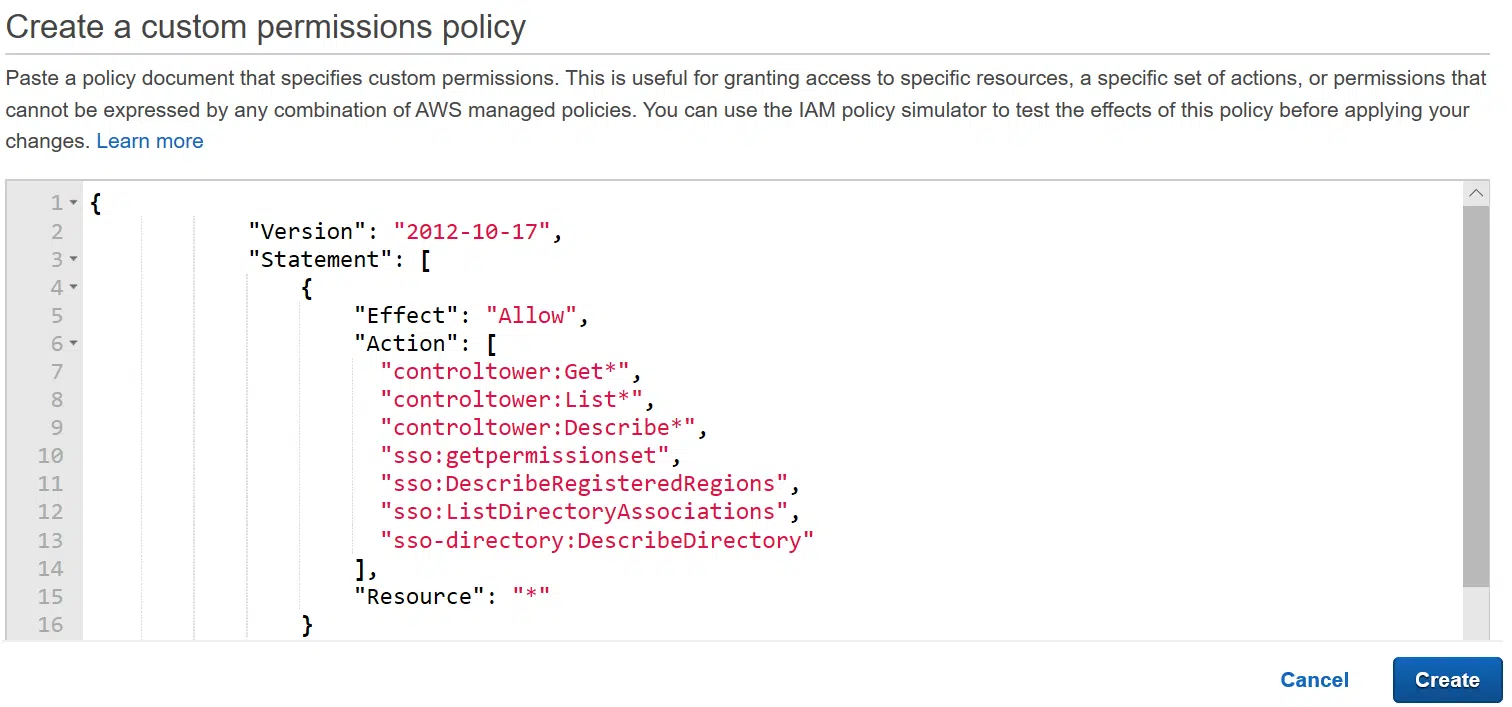 Create a custom permissions policy
Paste a policy document that specifies custom permissions. This is useful for granting access to specific resources, a specific set of actions, or permissions that
cannot be expressed by any combination of AWS managed policies. You can use the IAM policy simulator to test the effects of this policy before applying your
changes. Learn more
1 {
2 "Version": "2012-10-17",
3 "Statement": [
4 {
5 "Effect": "Allow",
6 "Action": [
7 "controltower:Get*",
8 "controltower:List*",
9 "controltower:Describe*",
10 "sso:getpermissionset",
11 "sso:DescribeRegisteredRegions",
12 "sso:ListDirectoryAssociations",
13 "sso-directory:DescribeDirectory"
14 ],
15 "Resource": "*"
16 }
Cancel Create